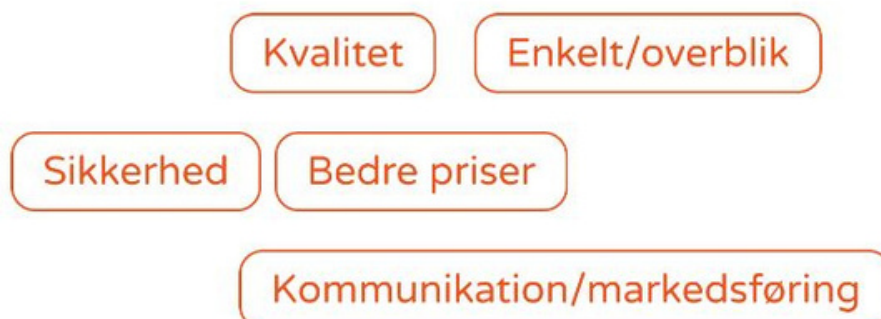 Kvalitet Enkelt/overblik
Sikkerhed Bedre priser
Kommunikation/markedsføring